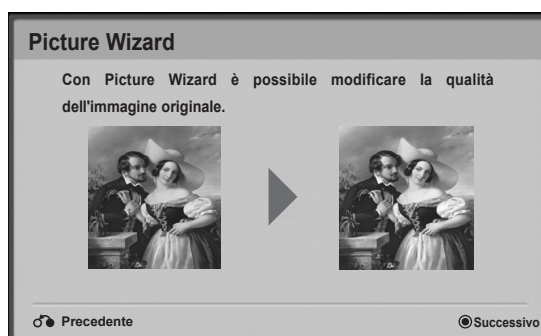 Picture Wizard
Con Picture Wizard è possibile modificare la qualità
dell'immagine originale.
Precedente
Successivo